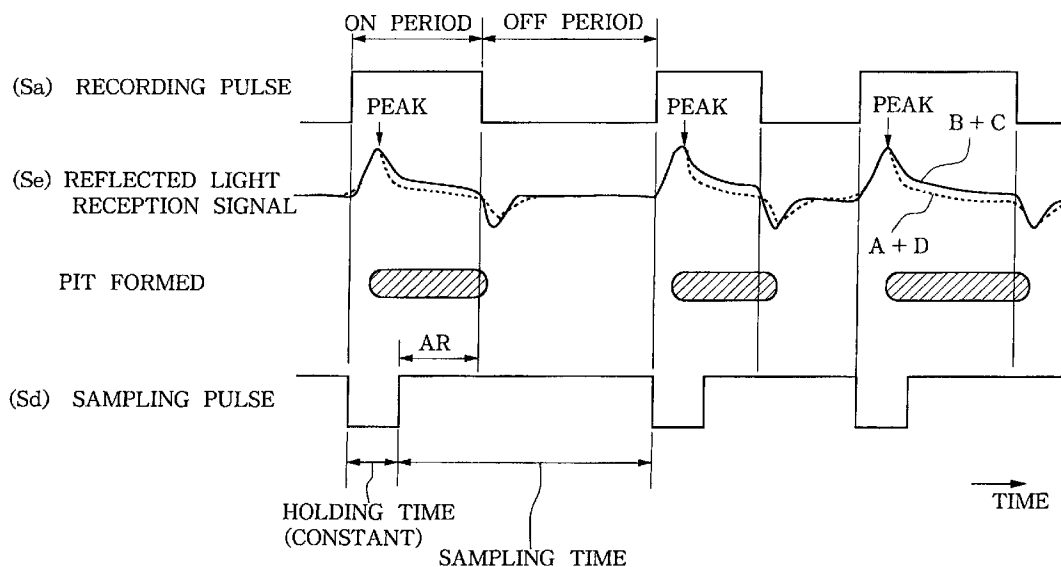 ON PERIOD OFF PERIOD
(Sa) RECORDING PULSE
PEAK PEAK PEAK
B + C
(Se) REFLECTED LIGHT
RECEPTION SIGNAL
A + D
PIT FORMED
AR
(Sd) SAMPLING PULSE
TIME
HOLDING TIME
(CONSTANT)
SAMPLING TIME